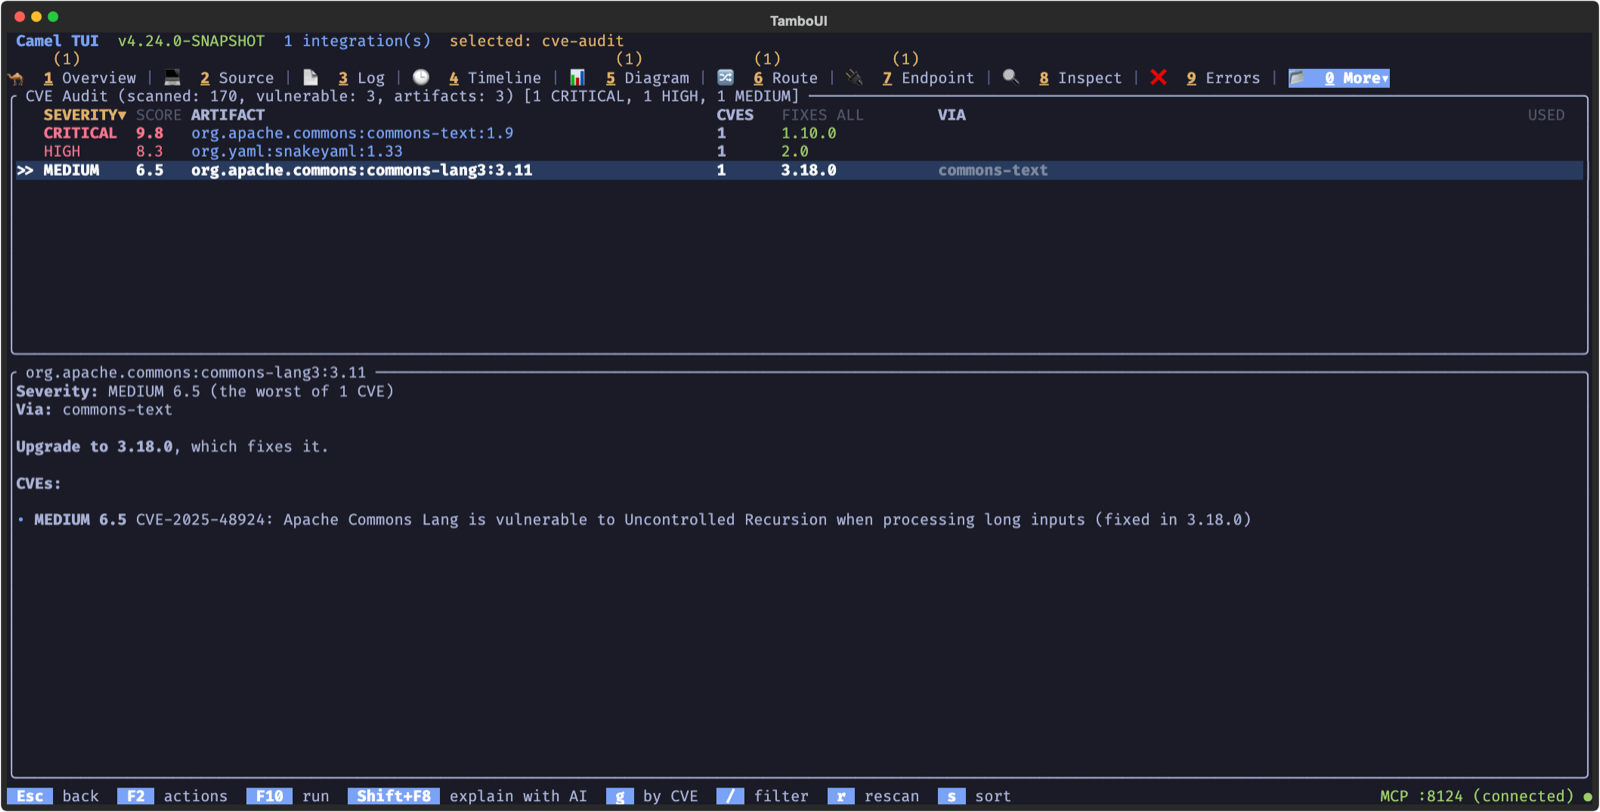 TamboUI
Camel TUI v4.24.0-SNAPSHOT 1 integration(s) selected: cve-audit
(1) (1) (1) (1)
1 Overview | 2 Source | 3 Log | 4 Timeline | 5 Diagram | 6 Route | 7 Endpoint | 8 Inspect | 9 Errors | 0 More▾
CVE Audit (scanned: 170, vulnerable: 3, artifacts: 3) [1 CRITICAL, 1 HIGH, 1 MEDIUM]
SEVERITY▼ SCORE ARTIFACT CVES FIXES ALL VIA USED
CRITICAL 9.8 org.apache.commons:commons-text:1.9 1 1.10.0
HIGH 8.3 org.yaml:snakeyaml:1.33 1 2.0
>> MEDIUM 6.5 org.apache.commons:commons-lang3:3.11 1 3.18.0 commons-text
org.apache.commons:commons-lang3:3.11
Severity: MEDIUM 6.5 (the worst of 1 CVE)
Via: commons-text
Upgrade to 3.18.0, which fixes it.
CVEs:
• MEDIUM 6.5 CVE-2025-48924: Apache Commons Lang is vulnerable to Uncontrolled Recursion when processing long inputs (fixed in 3.18.0)
Esc back F2 actions F10 run Shift+F8 explain with AI g by CVE / filter r rescan s sort MCP :8124 (connected) ●